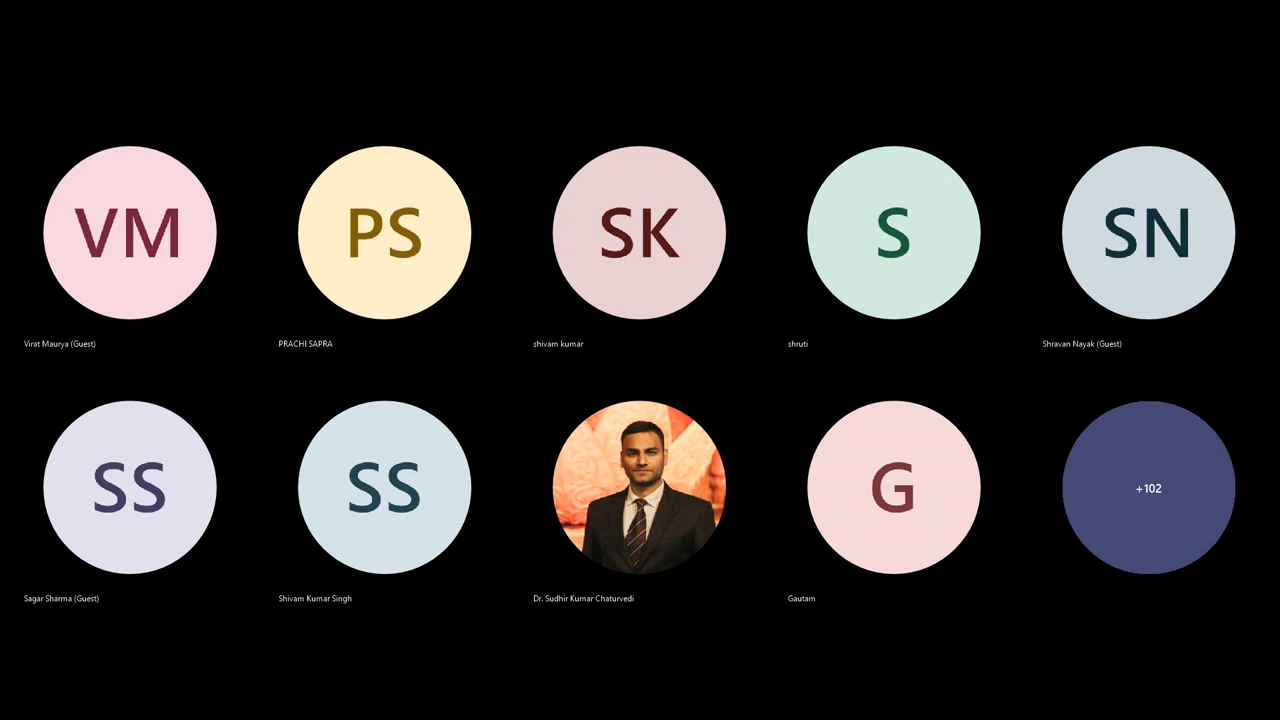 VM
PS
SK
S
SN
Virat Maurya (Guest)
PRACHI SAPRA
shivam kumar
shruti
Shravan Nayak (Guest)
SS
SS
G
+102
Sagar Sharma (Guest)
Shivam Kumar Singh
Dr. Sudhir Kumar Chaturvedi
Gautam